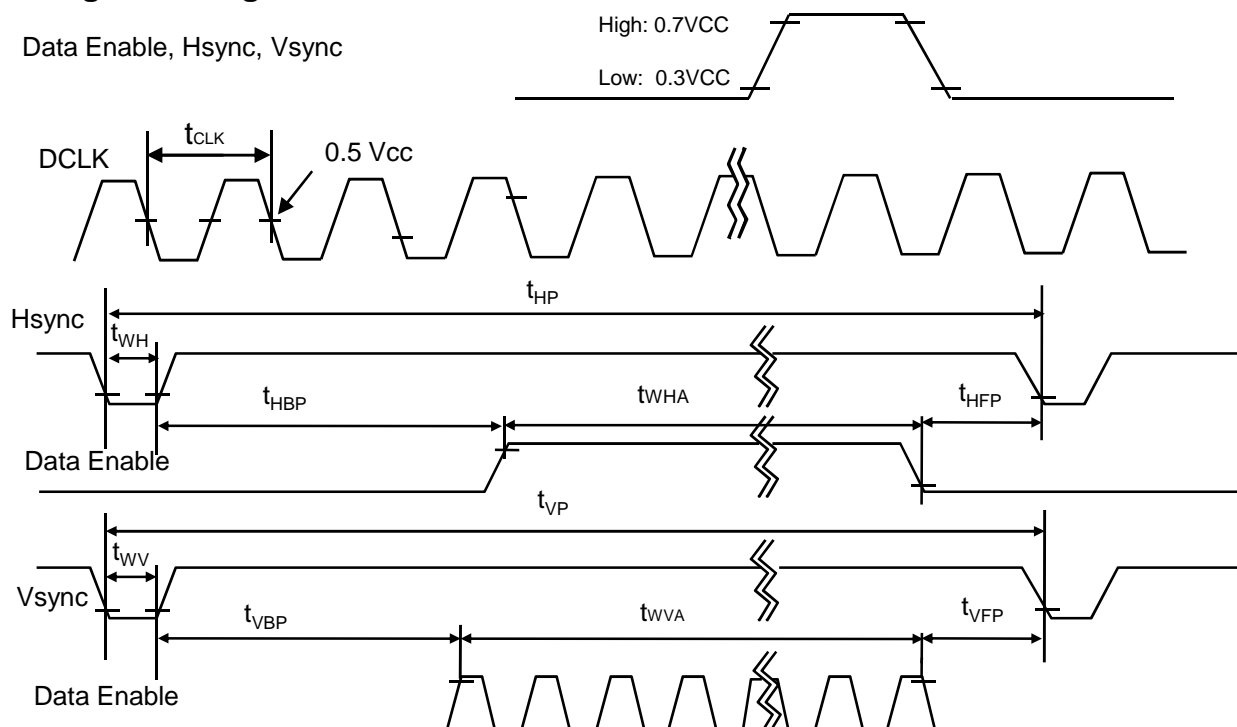 Data Enable, Hsync, Vsync
High: 0.7VCC
Low: 0.3VCC
tCLK
DCLK
0.5 Vcc
tHP
Hsync
tWH
tHBP
tWHA
tHFP
Data Enable
tVP
tWV
Vsync
tVBP
tWVA
tVFP
Data Enable